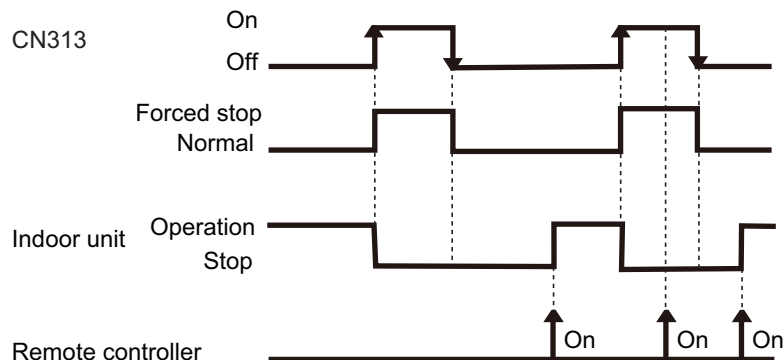 On
CN313
Off
Forced stop
Normal
Operation
Indoor unit
Stop
On
On
On
Remote controller